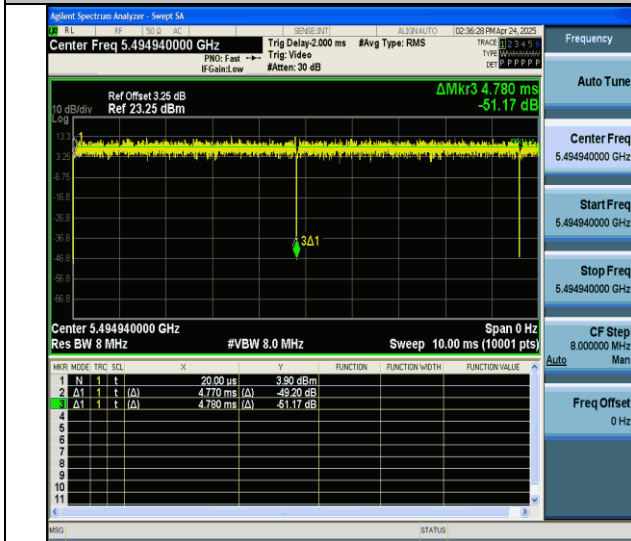 Agilent Spectrum Analyzer - Swept SA
RL RF 50 Ω AC SENSE:INT ALIGNAUTO 02:36:28 PM Apr 24, 2025
Center Freq 5.494940000 GHz Trig Delay-2.000 ms #Avg Type: RMS TRACE 1 2 3 4 5 6
PNO: Fast Trig: Video TYPE
IFGain:Low #Atten: 30 dB DET P P P P P P
Ref Offset 3.25 dB ΔMkr3 4.780 ms
10 dB/div Ref 23.25 dBm -51.17 dB
Log
13.3
1
3.25
-6.75
-16.8
-26.8
-36.8
3Δ1
-46.8
-56.8
-66.8
Center 5.494940000 GHz Span 0 Hz
Res BW 8 MHz #VBW 8.0 MHz Sweep 10.00 ms (10001 pts)
MKR MODE TRC SCL X Y FUNCTION FUNCTION WIDTH FUNCTION VALUE
1 N 1 t 20.00 µs 3.90 dBm
2 Δ1 1 t (Δ) 4.770 ms (Δ) -49.20 dB
3 Δ1 1 t (Δ) 4.780 ms (Δ) -51.17 dB
4
5
6
7
8
9
10
11
MSG STATUS
Frequency
Auto Tune
Center Freq
5.494940000 GHz
Start Freq
5.494940000 GHz
Stop Freq
5.494940000 GHz
CF Step
8.000000 MHz
Auto Man
Freq Offset
0 Hz